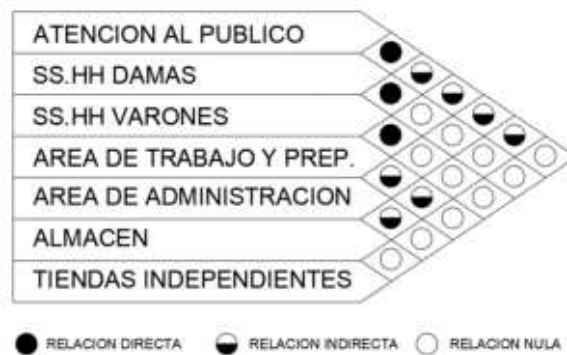 ATENCION AL PUBLICO
SS.HH DAMAS
SS.HH VARONES
AREA DE TRABAJO Y PREP.
AREA DE ADMINISTRACION
ALMACEN
TIENDAS INDEPENDIENTES
RELACION DIRECTA RELACION INDIRECTA RELACION NULA